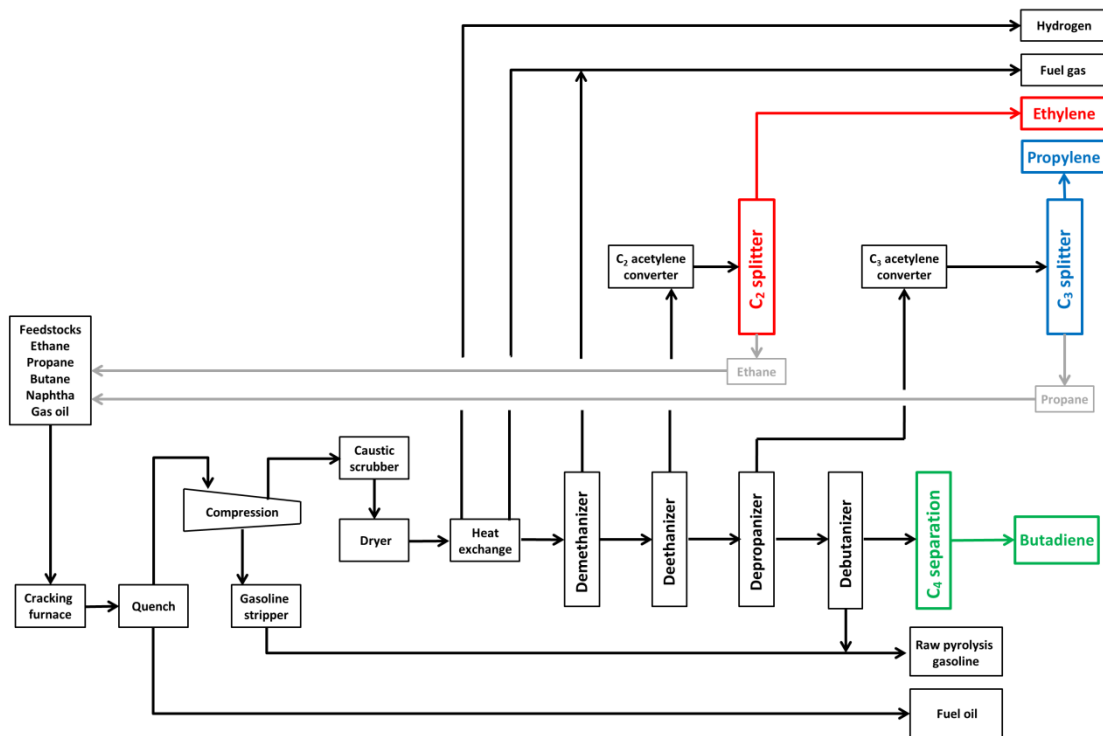 Hydrogen
Fuel gas
Ethylene
Propylene
C₂ acetylene
converter
C₂ splitter
C₃ acetylene
converter
C₃ splitter
Feedstocks
Ethane
Propane
Butane
Naphtha
Gas oil
Ethane
Propane
Caustic
scrubber
Compression
Dryer
Heat
exchange
Demethanizer
Deethanizer
Depropanizer
Debutanizer
C₄ separation
Butadiene
Cracking
furnace
Quench
Gasoline
stripper
Raw pyrolysis
gasoline
Fuel oil